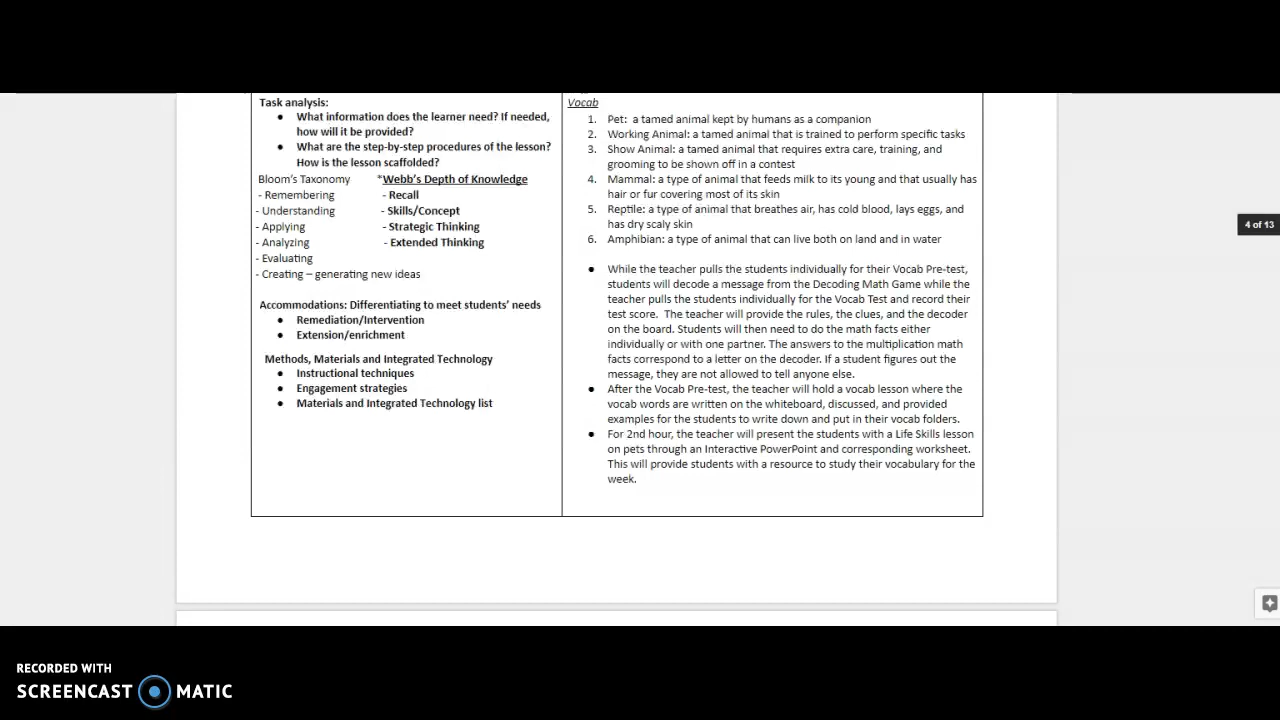 Task analysis:
● What information does the learner need? If needed,
how will it be provided?
● What are the step-by-step procedures of the lesson?
How is the lesson scaffolded?
Bloom's Taxonomy *Webb's Depth of Knowledge
- Remembering - Recall
- Understanding - Skills/Concept
- Applying - Strategic Thinking
- Analyzing - Extended Thinking
- Evaluating
- Creating – generating new ideas
Accommodations: Differentiating to meet students' needs
● Remediation/Intervention
● Extension/enrichment
Methods, Materials and Integrated Technology
● Instructional techniques
● Engagement strategies
● Materials and Integrated Technology list
Vocab
1. Pet: a tamed animal kept by humans as a companion
2. Working Animal: a tamed animal that is trained to perform specific tasks
3. Show Animal: a tamed animal that requires extra care, training, and
grooming to be shown off in a contest
4. Mammal: a type of animal that feeds milk to its young and that usually has
hair or fur covering most of its skin
5. Reptile: a type of animal that breathes air, has cold blood, lays eggs, and
has dry scaly skin
6. Amphibian: a type of animal that can live both on land and in water
● While the teacher pulls the students individually for their Vocab Pre-test,
students will decode a message from the Decoding Math Game while the
teacher pulls the students individually for the Vocab Test and record their
test score. The teacher will provide the rules, the clues, and the decoder
on the board. Students will then need to do the math facts either
individually or with one partner. The answers to the multiplication math
facts correspond to a letter on the decoder. If a student figures out the
message, they are not allowed to tell anyone else.
● After the Vocab Pre-test, the teacher will hold a vocab lesson where the
vocab words are written on the whiteboard, discussed, and provided
examples for the students to write down and put in their vocab folders.
● For 2nd hour, the teacher will present the students with a Life Skills lesson
on pets through an Interactive PowerPoint and corresponding worksheet.
This will provide students with a resource to study their vocabulary for the
week.
4 of 13
RECORDED WITH
SCREENCAST MATIC